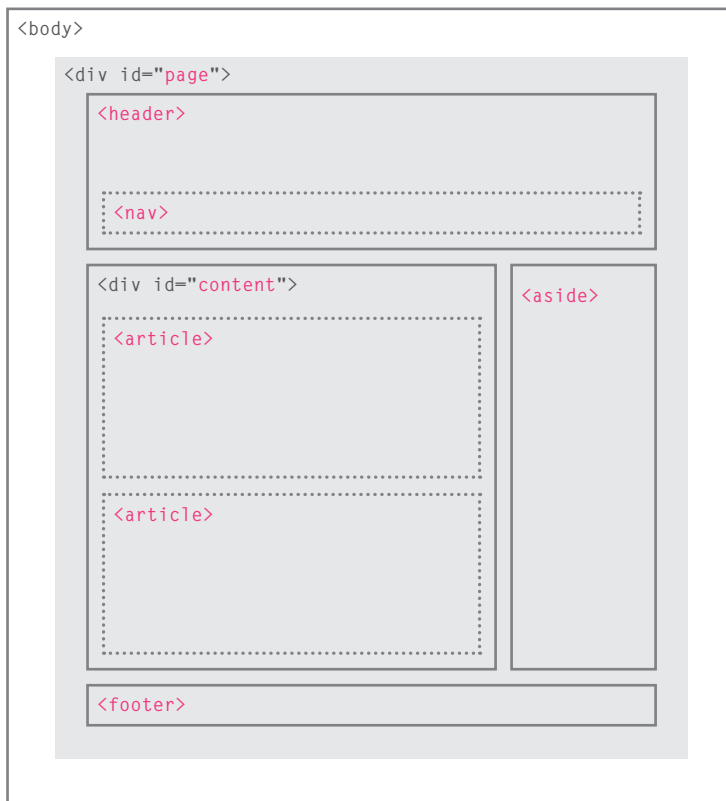 <body>
<div id="page">
<header>
<nav>
<div id="content">
<aside>
<article>
<article>
<footer>